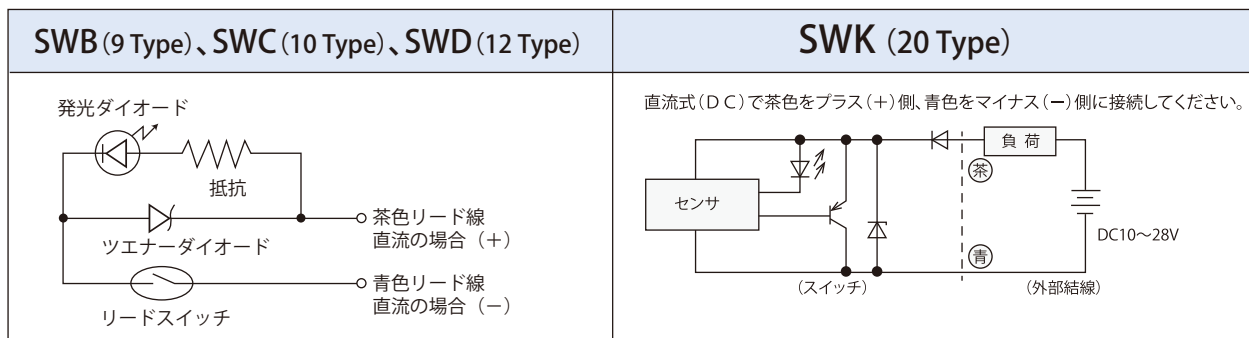 SWB(9 Type)、SWC(10 Type)、SWD(12 Type)
発光ダイオード
抵抗
ツエナーダイオード
茶色リード線
直流の場合（＋）
青色リード線
直流の場合（－）
リードスイッチ
SWK (20 Type)
直流式(ＤＣ)で茶色をプラス(＋)側、青色をマイナス(－)側に接続してください。
負荷
茶
センサ
DC10～28V
青
(スイッチ)
(外部結線)